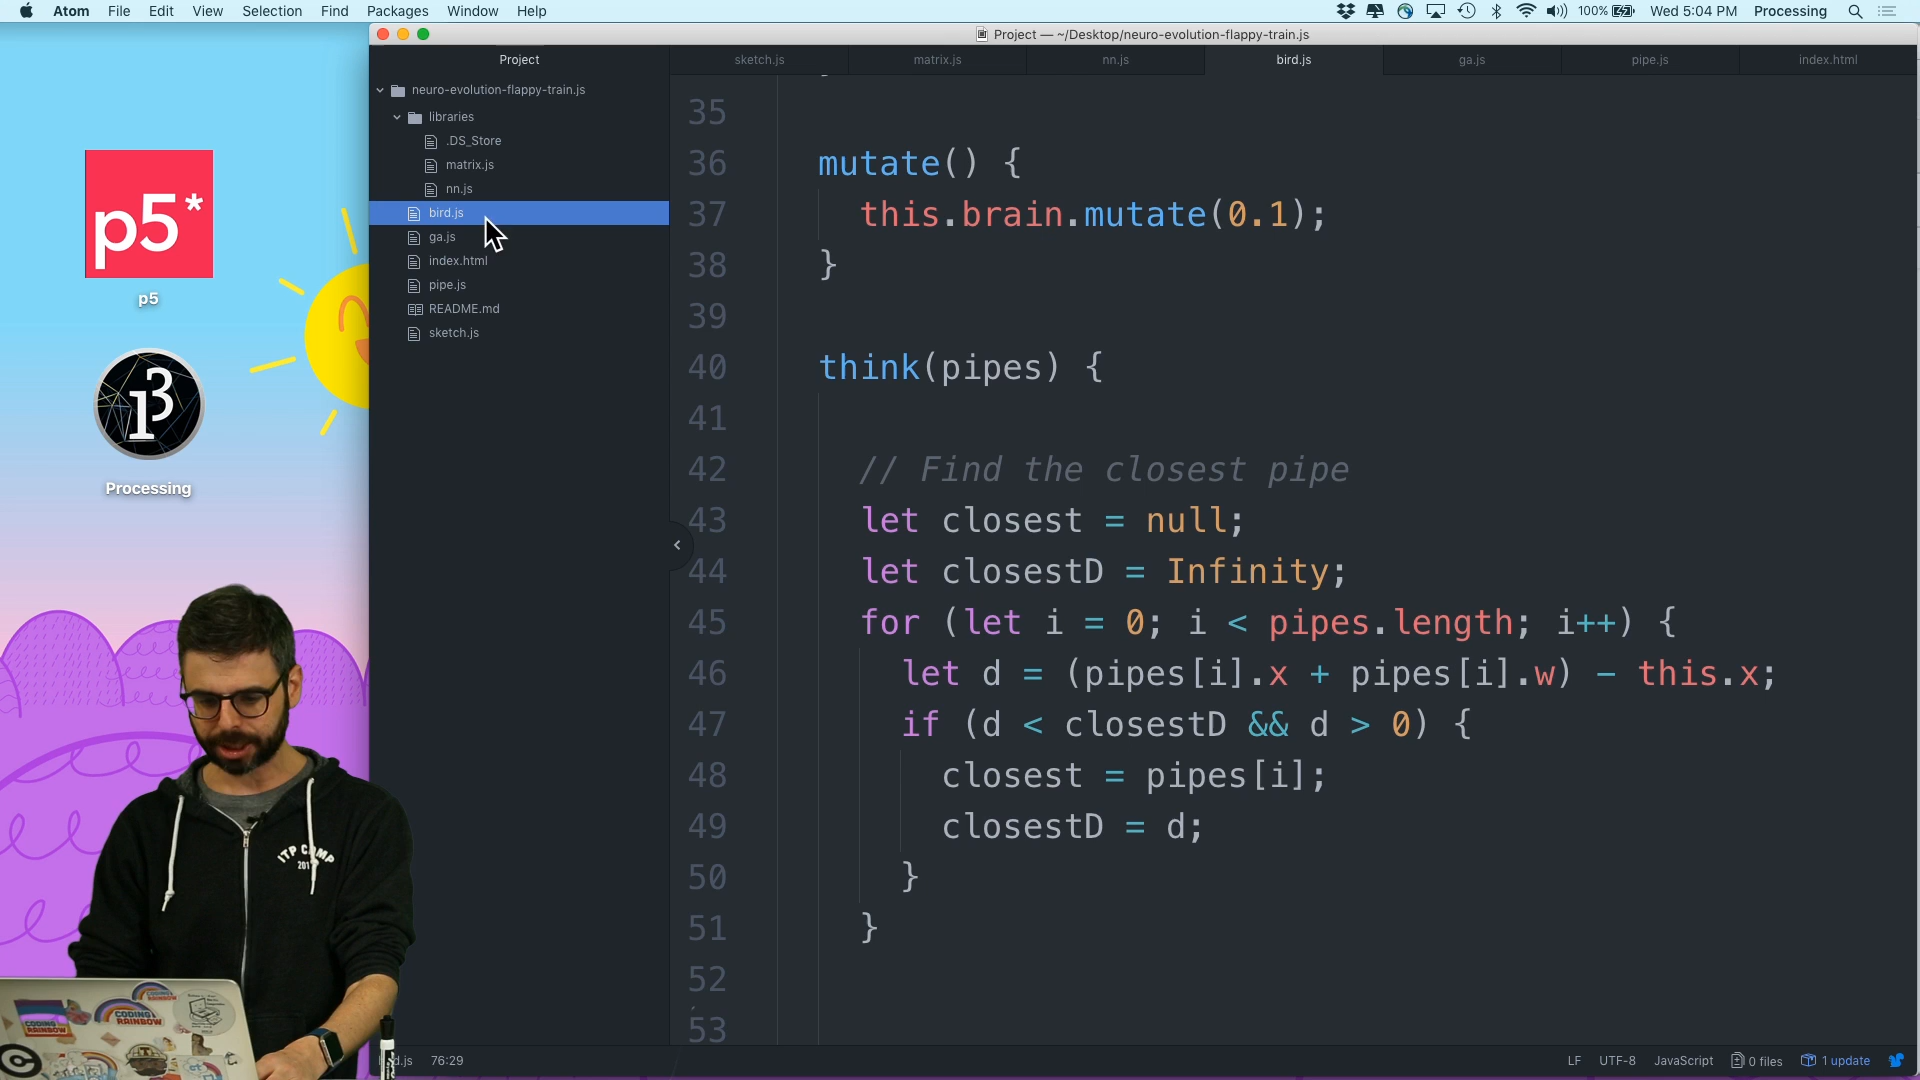 Atom File Edit View Selection Find Packages Window Help
100% Wed 5:04 PM Processing
Project — ~/Desktop/neuro-evolution-flappy-train.js
Project
sketch.js matrix.js nn.js bird.js ga.js pipe.js index.html
neuro-evolution-flappy-train.js
libraries
.DS_Store
matrix.js
nn.js
bird.js
ga.js
index.html
pipe.js
README.md
sketch.js
p5*
p5
Processing
35
36 mutate() {
37 this.brain.mutate(0.1);
38 }
39
40 think(pipes) {
41
42 // Find the closest pipe
43 let closest = null;
44 let closestD = Infinity;
45 for (let i = 0; i < pipes.length; i++) {
46 let d = (pipes[i].x + pipes[i].w) - this.x;
47 if (d < closestD && d > 0) {
48 closest = pipes[i];
49 closestD = d;
50 }
51 }
52
53
ITP CAMP
CODING
RAINBOW
CODING
RAINBOW
76:29
LF UTF-8 JavaScript 0 files 1 update